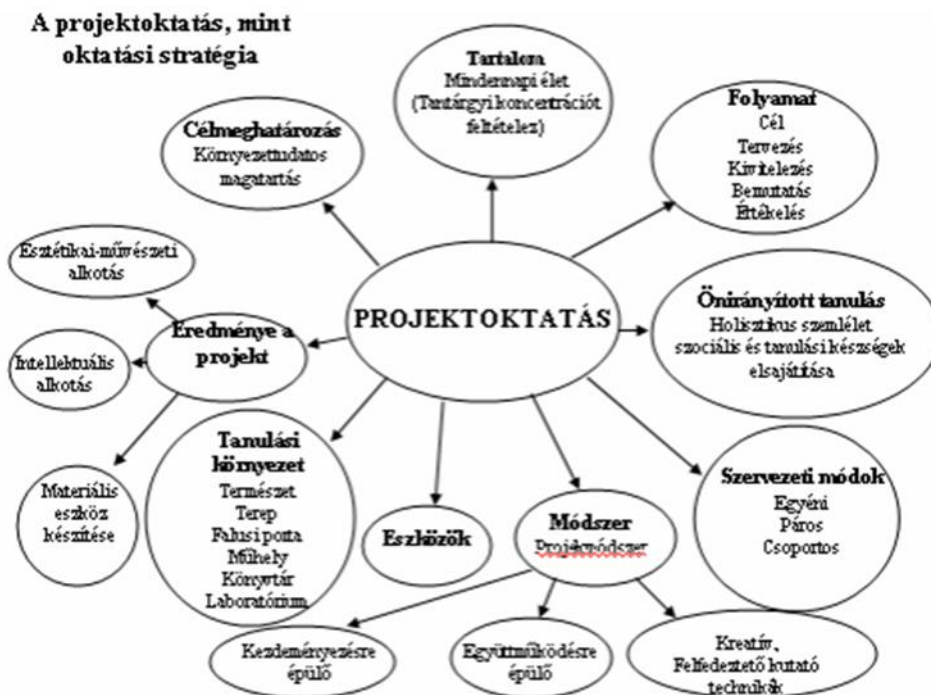 A projektoktatás, mint
oktatási stratégia
Tartalom
Mindennapi élet
(Tantárgyi koncentrációt
feltételez)
Folyamat
Cél
Tervezés
Kivitelezés
Bemutatás
Értékelés
Célmeghatározás
Környezettudatos
magatartás
Esztétikai-művészeti
alkotás
PROJEKTOKTATÁS
Önirányított tanulás
Holisztikus szemlélet
szociális és tanulási készségek
elsajátítása
Eredménye a
projekt
Intellektuális
alkotás
Tanulási
környezet
Természet
Terep
Falusi porta
Műhely
Könyvtár
Laboratórium
Materiális
eszköz
készítése
Eszközök
Módszer
Projekmódszer
Szervezeti módok
Egyéni
Páros
Csoportos
Kezdeményezésre
épülő
Együttműködésre
épülő
Kreatív,
Felfedeztető kutató
technikák